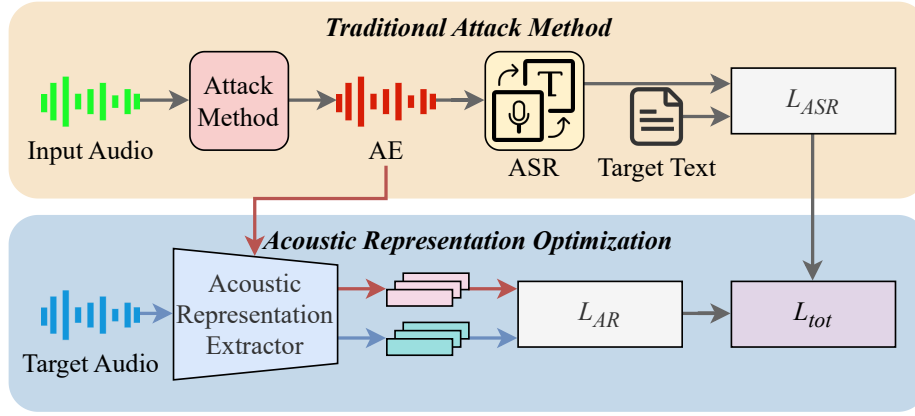 Traditional Attack Method
Input Audio
Attack
Method
AE
T
ASR
Target Text
L_ASR
Acoustic Representation Optimization
Target Audio
Acoustic
Representation
Extractor
L_AR
L_tot